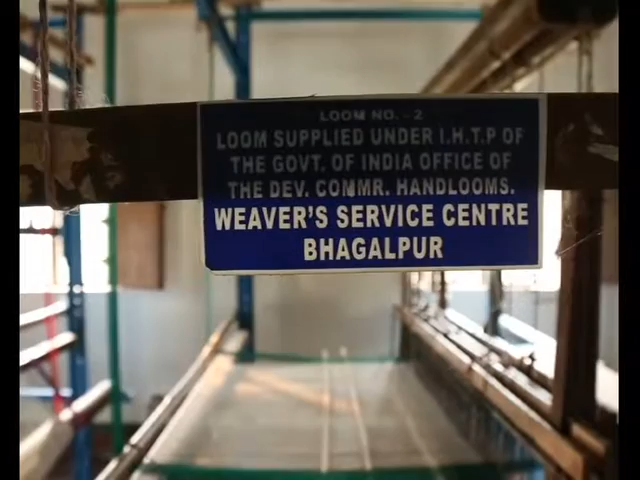 LOOM NO.-2
LOOM SUPPLIED UNDER I.H.T.P OF
THE GOVT. OF INDIA OFFICE OF
THE DEV. COMMR. HANDLOOMS.
WEAVER'S SERVICE CENTRE
BHAGALPUR